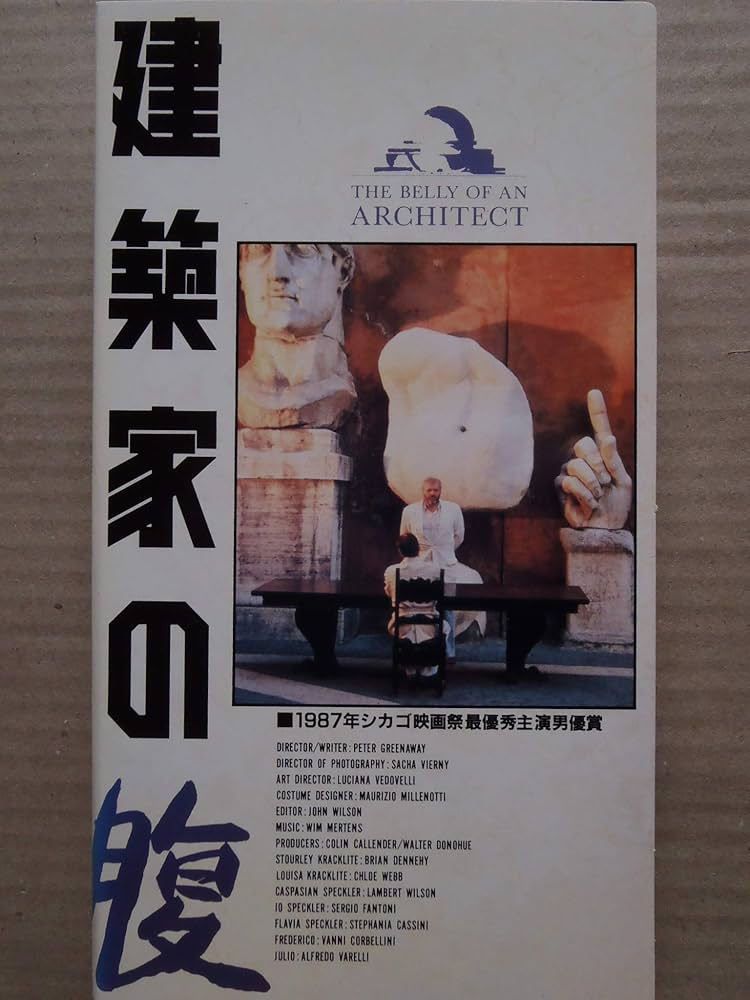 建築家の腹
THE BELLY OF AN
ARCHITECT
■1987年シカゴ映画祭最優秀主演男優賞
DIRECTOR/WRITER:PETER GREENAWAY
DIRECTOR OF PHOTOGRAPHY:SACHA VIERNY
ART DIRECTOR:LUCIANA VEDOVELLI
COSTUME DESIGNER:MAURIZIO MILLENOTTI
EDITOR:JOHN WILSON
MUSIC:WIM MERTENS
PRODUCERS:COLIN CALLENDER/WALTER DONOHUE
STOURLEY KRACKLITE:BRIAN DENNEHY
LOUISA KRACKLITE:CHLOE WEBB
CASPASIAN SPECKLER:LAMBERT WILSON
IO SPECKLER:SERGIO FANTONI
FLAVIA SPECKLER:STEPHANIA CASSINI
FREDERICO:VANNI CORBELLINI
JULIO:ALFREDO VARELLI